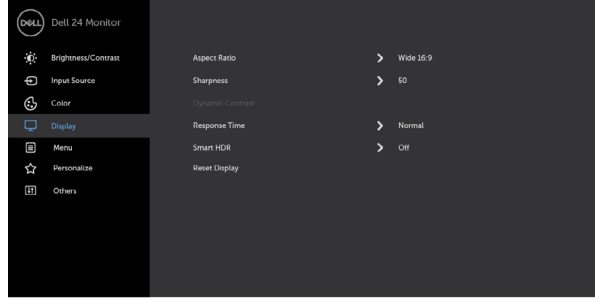 DELL Dell 24 Monitor
Brightness/Contrast
Input Source
Color
Display
Menu
Personalize
Others
Aspect Ratio > Wide 16:9
Sharpness > 50
Dynamic Contrast
Response Time > Normal
Smart HDR > Off
Reset Display